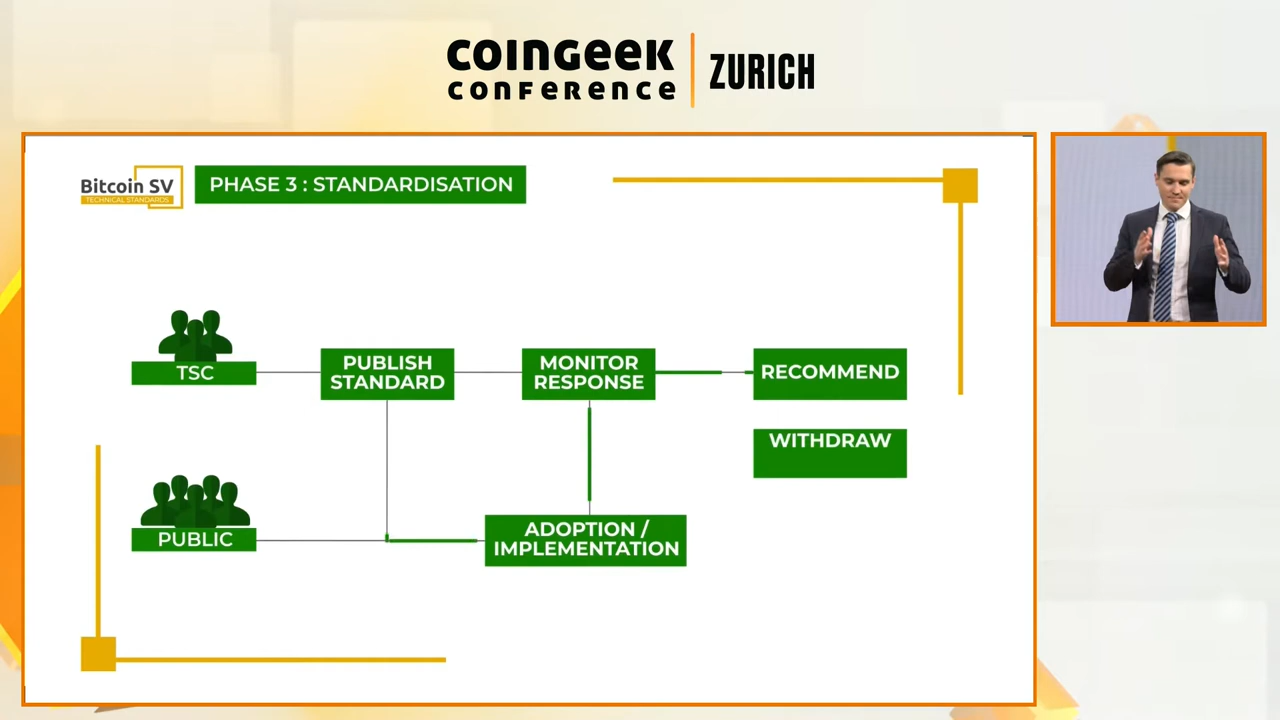 COINGEEK
CONFERENCE
ZURICH
Bitcoin SV
TECHNICAL STANDARDS
PHASE 3 : STANDARDISATION
TSC
PUBLISH
STANDARD
MONITOR
RESPONSE
RECOMMEND
WITHDRAW
PUBLIC
ADOPTION /
IMPLEMENTATION